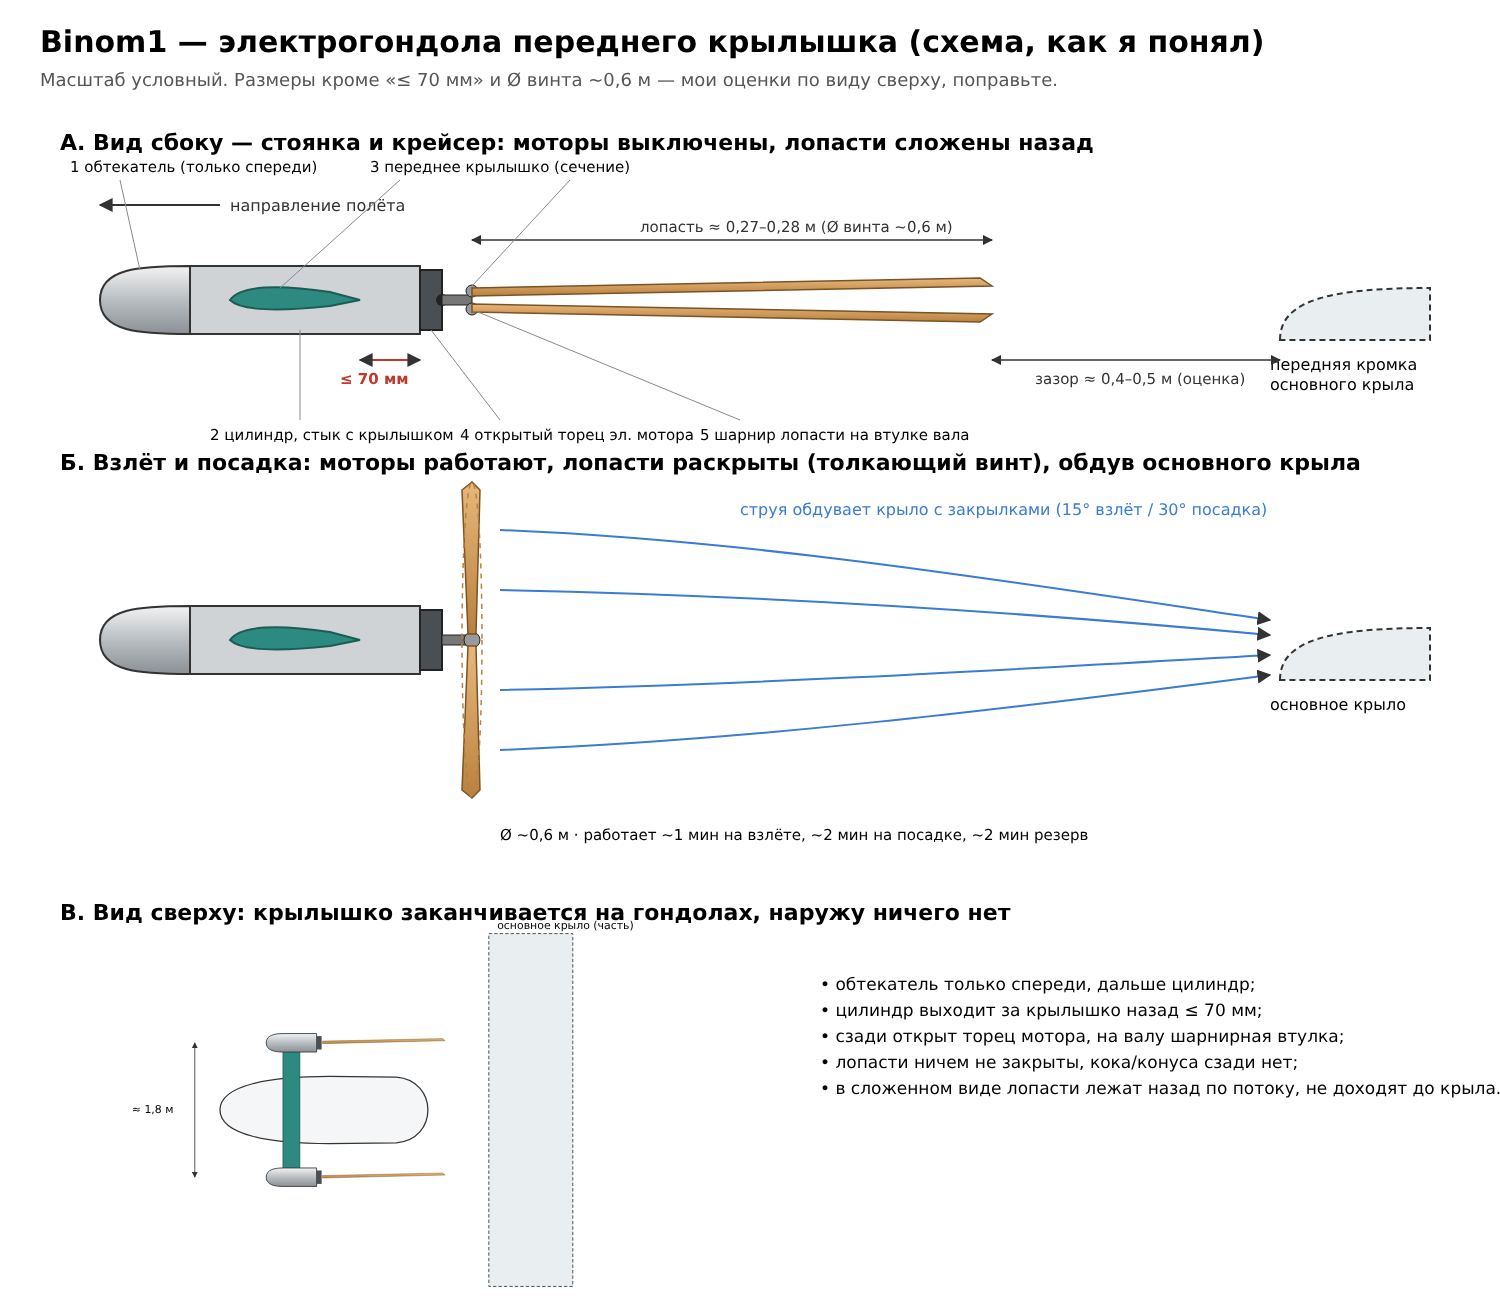 Binom1 — электрогондола переднего крылышка (схема, как я понял)
Масштаб условный. Размеры кроме «≤ 70 мм» и Ø винта ~0,6 м — мои оценки по виду сверху, поправьте.
А. Вид сбоку — стоянка и крейсер: моторы выключены, лопасти сложены назад
1 обтекатель (только спереди)
3 переднее крылышко (сечение)
направление полёта
лопасть ≈ 0,27–0,28 м (Ø винта ~0,6 м)
≤ 70 мм
зазор ≈ 0,4–0,5 м (оценка)
передняя кромка
основного крыла
2 цилиндр, стык с крылышком
4 открытый торец эл. мотора
5 шарнир лопасти на втулке вала
Б. Взлёт и посадка: моторы работают, лопасти раскрыты (толкающий винт), обдув основного крыла
струя обдувает крыло с закрылками (15° взлёт / 30° посадка)
основное крыло
Ø ~0,6 м · работает ~1 мин на взлёте, ~2 мин на посадке, ~2 мин резерв
В. Вид сверху: крылышко заканчивается на гондолах, наружу ничего нет
основное крыло (часть)
≈ 1,8 м
• обтекатель только спереди, дальше цилиндр;
• цилиндр выходит за крылышко назад ≤ 70 мм;
• сзади открыт торец мотора, на валу шарнирная втулка;
• лопасти ничем не закрыты, кока/конуса сзади нет;
• в сложенном виде лопасти лежат назад по потоку, не доходят до крыла.